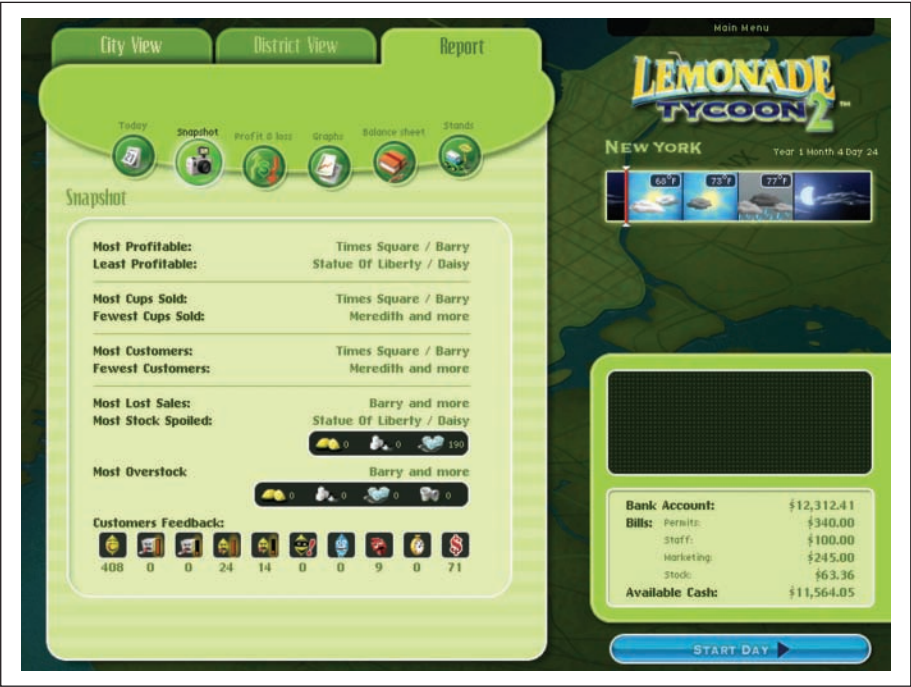 City View
District View
Report
Main Menu
LEMONADE
TYCOON 2™
Today
Snapshot
Profit & loss
Graphs
Balance sheet
Stands
NEW YORK
Year 1 Month 4 Day 24
68°F
73°F
77°F
Snapshot
Most Profitable: Times Square / Barry
Least Profitable: Statue Of Liberty / Daisy
Most Cups Sold: Times Square / Barry
Fewest Cups Sold: Meredith and more
Most Customers: Times Square / Barry
Fewest Customers: Meredith and more
Most Lost Sales: Barry and more
Most Stock Spoiled: Statue Of Liberty / Daisy
0 0 190
Most Overstock Barry and more
0 0 0 0
Customers Feedback:
408 0 0 24 14 0 0 9 0 71
Bank Account: $12,312.41
Bills: Permits: $340.00
Staff: $100.00
Marketing: $245.00
Stock: $63.36
Available Cash: $11,564.05
START DAY